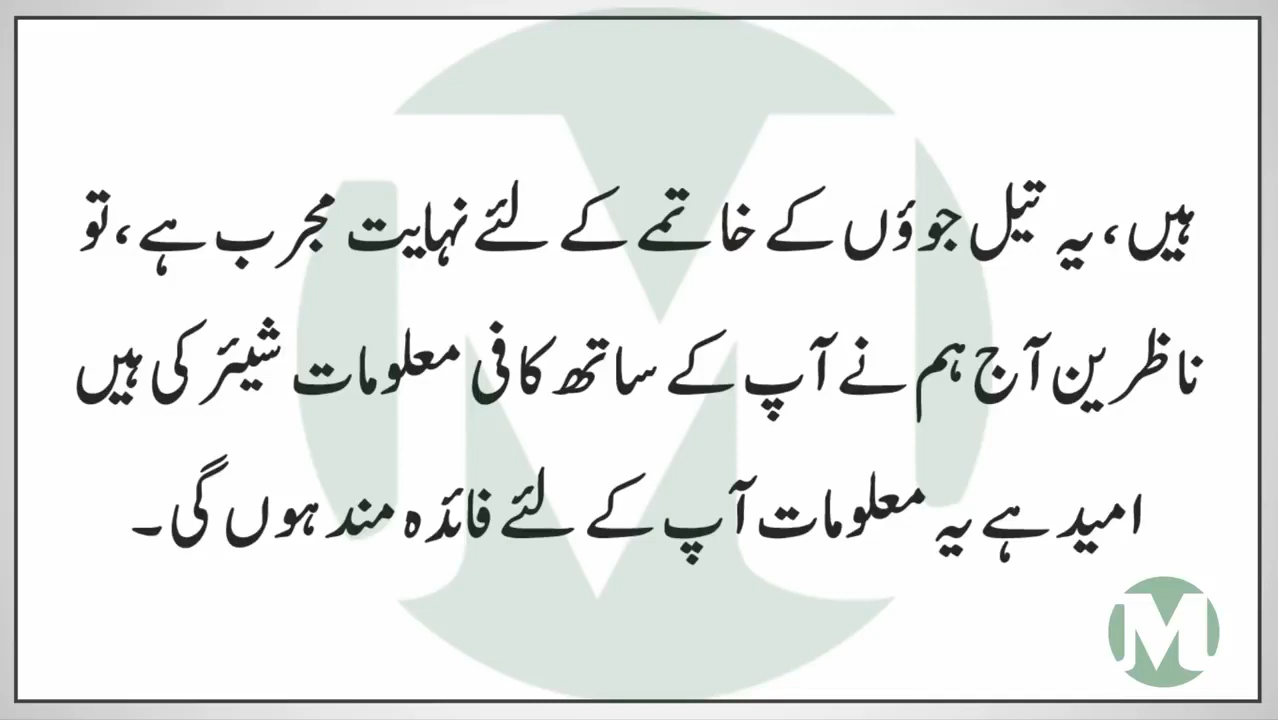 ہیں، یہ تیل جوؤں کے خاتمے کے لئے نہایت مجرب ہے، تو
ناظرین آج ہم نے آپ کے ساتھ کافی معلومات شیئر کی ہیں
امید ہے یہ معلومات آپ کے لئے فائدہ مند ہوں گی۔
M